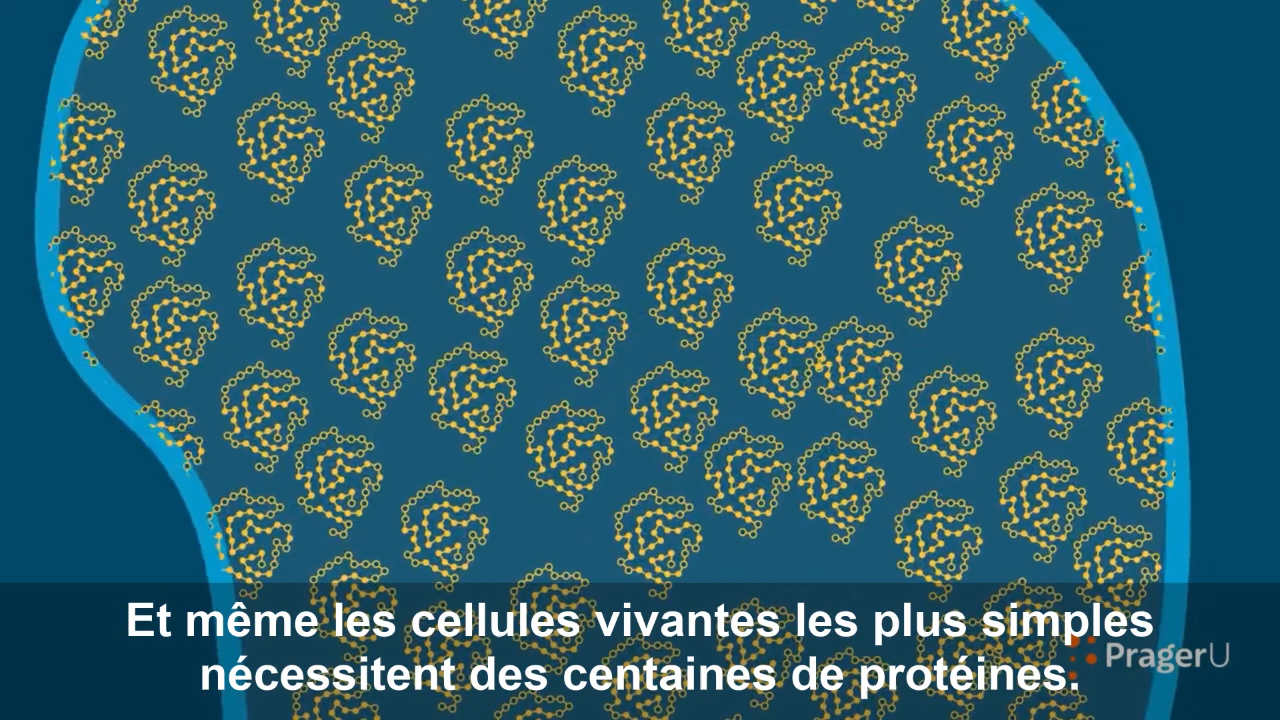 Et même les cellules vivantes les plus simples
nécessitent des centaines de protéines.
PragerU